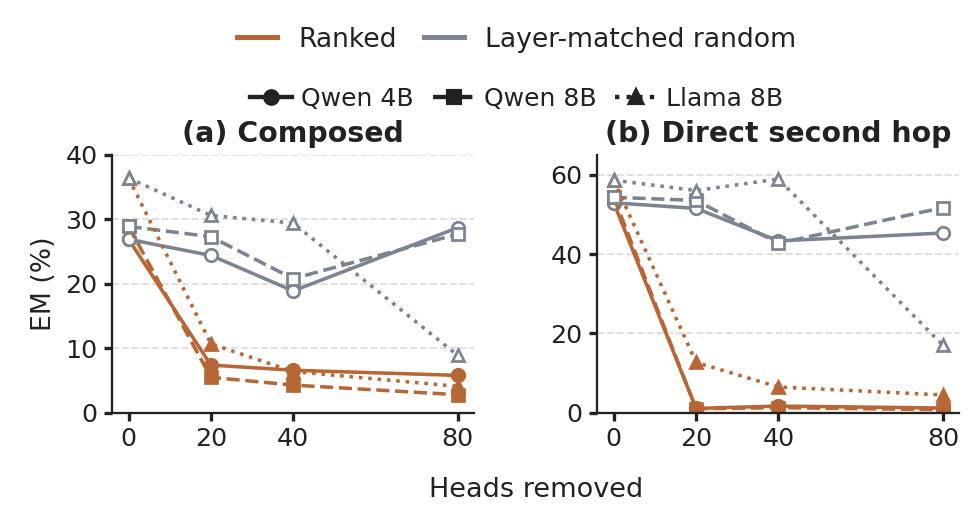 Ranked Layer-matched random
Qwen 4B Qwen 8B Llama 8B
(a) Composed
EM (%)
40
30
20
10
0
0 20 40 80
(b) Direct second hop
60
40
20
0
0 20 40 80
Heads removed